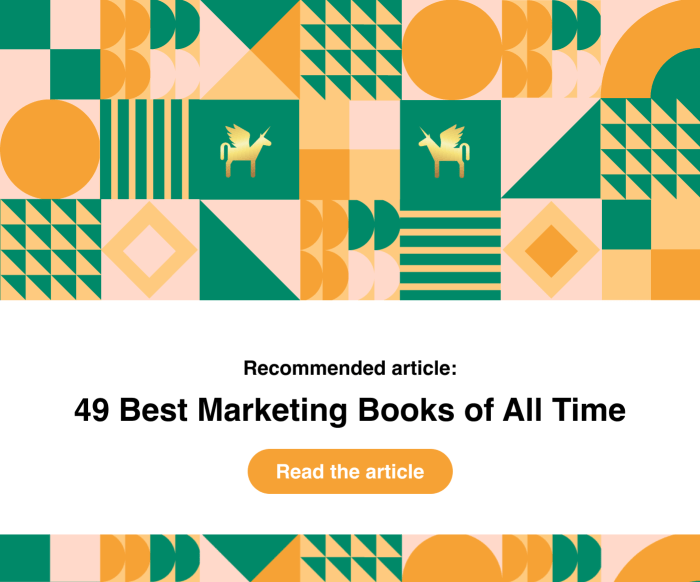 Recommended article:
49 Best Marketing Books of All Time
Read the article